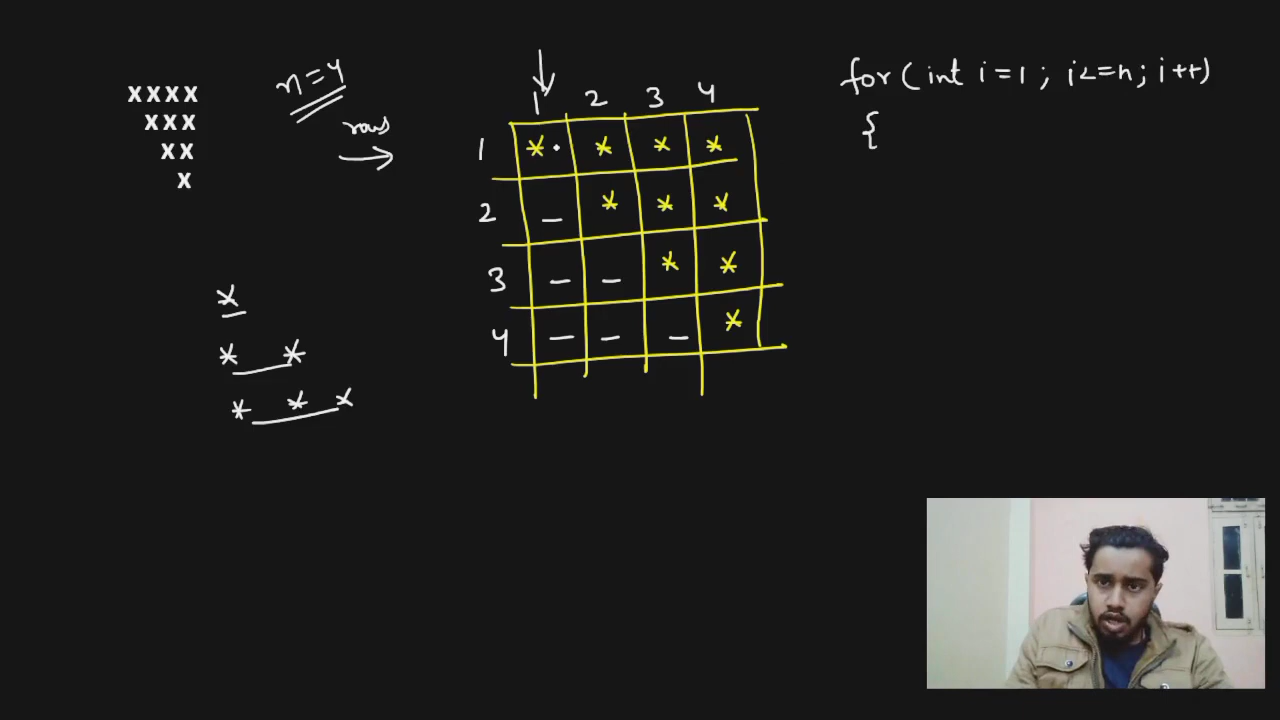 XXXX
XXX
XX
X
n=4
rows
*
* *
* * *
1 2 3 4
1 * * * *
2 _ * * *
3 _ _ * *
4 _ _ _ *
for(int i=1; i<=n; i++)
{